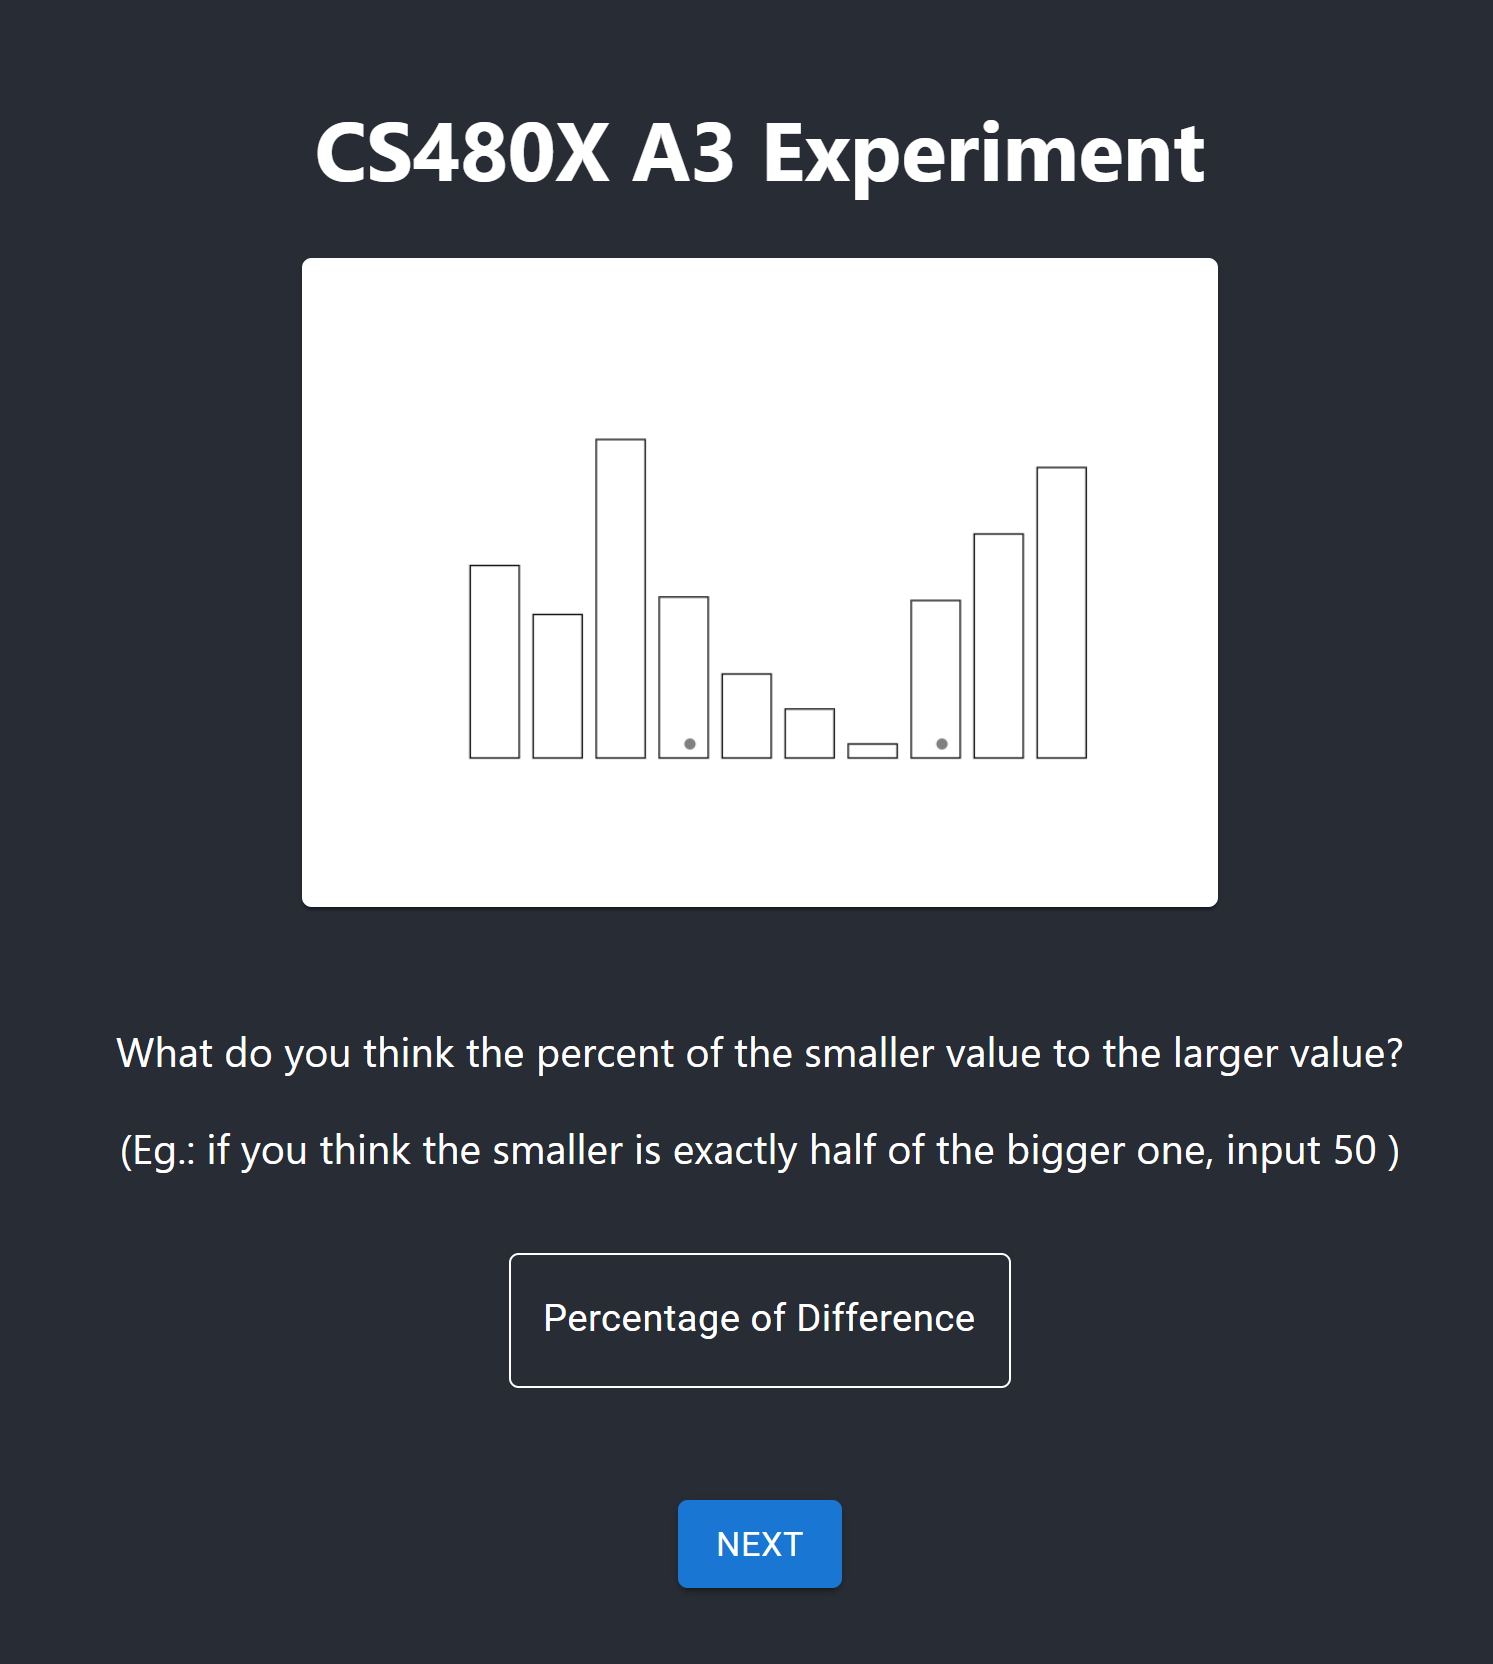 CS480X A3 Experiment
What do you think the percent of the smaller value to the larger value?
(Eg.: if you think the smaller is exactly half of the bigger one, input 50 )
Percentage of Difference
NEXT